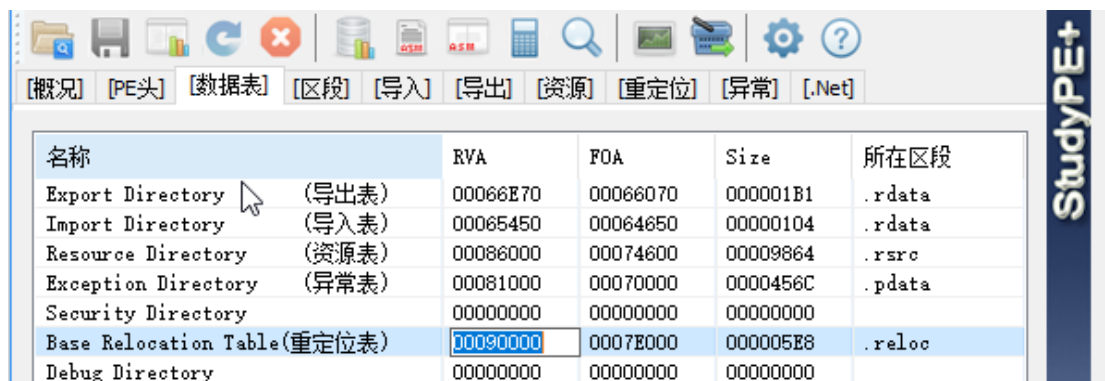 ASM ASM
[概况] [PE头] [数据表] [区段] [导入] [导出] [资源] [重定位] [异常] [.Net]
StudyPE+
名称 RVA FOA Size 所在区段
Export Directory (导出表) 00066E70 00066070 000001B1 .rdata
Import Directory (导入表) 00065450 00064650 00000104 .rdata
Resource Directory (资源表) 00086000 00074600 00009864 .rsrc
Exception Directory (异常表) 00081000 00070000 0000456C .pdata
Security Directory 00000000 00000000 00000000
Base Relocation Table(重定位表) 00090000 0007E000 000005E8 .reloc
Debug Directory 00000000 00000000 00000000